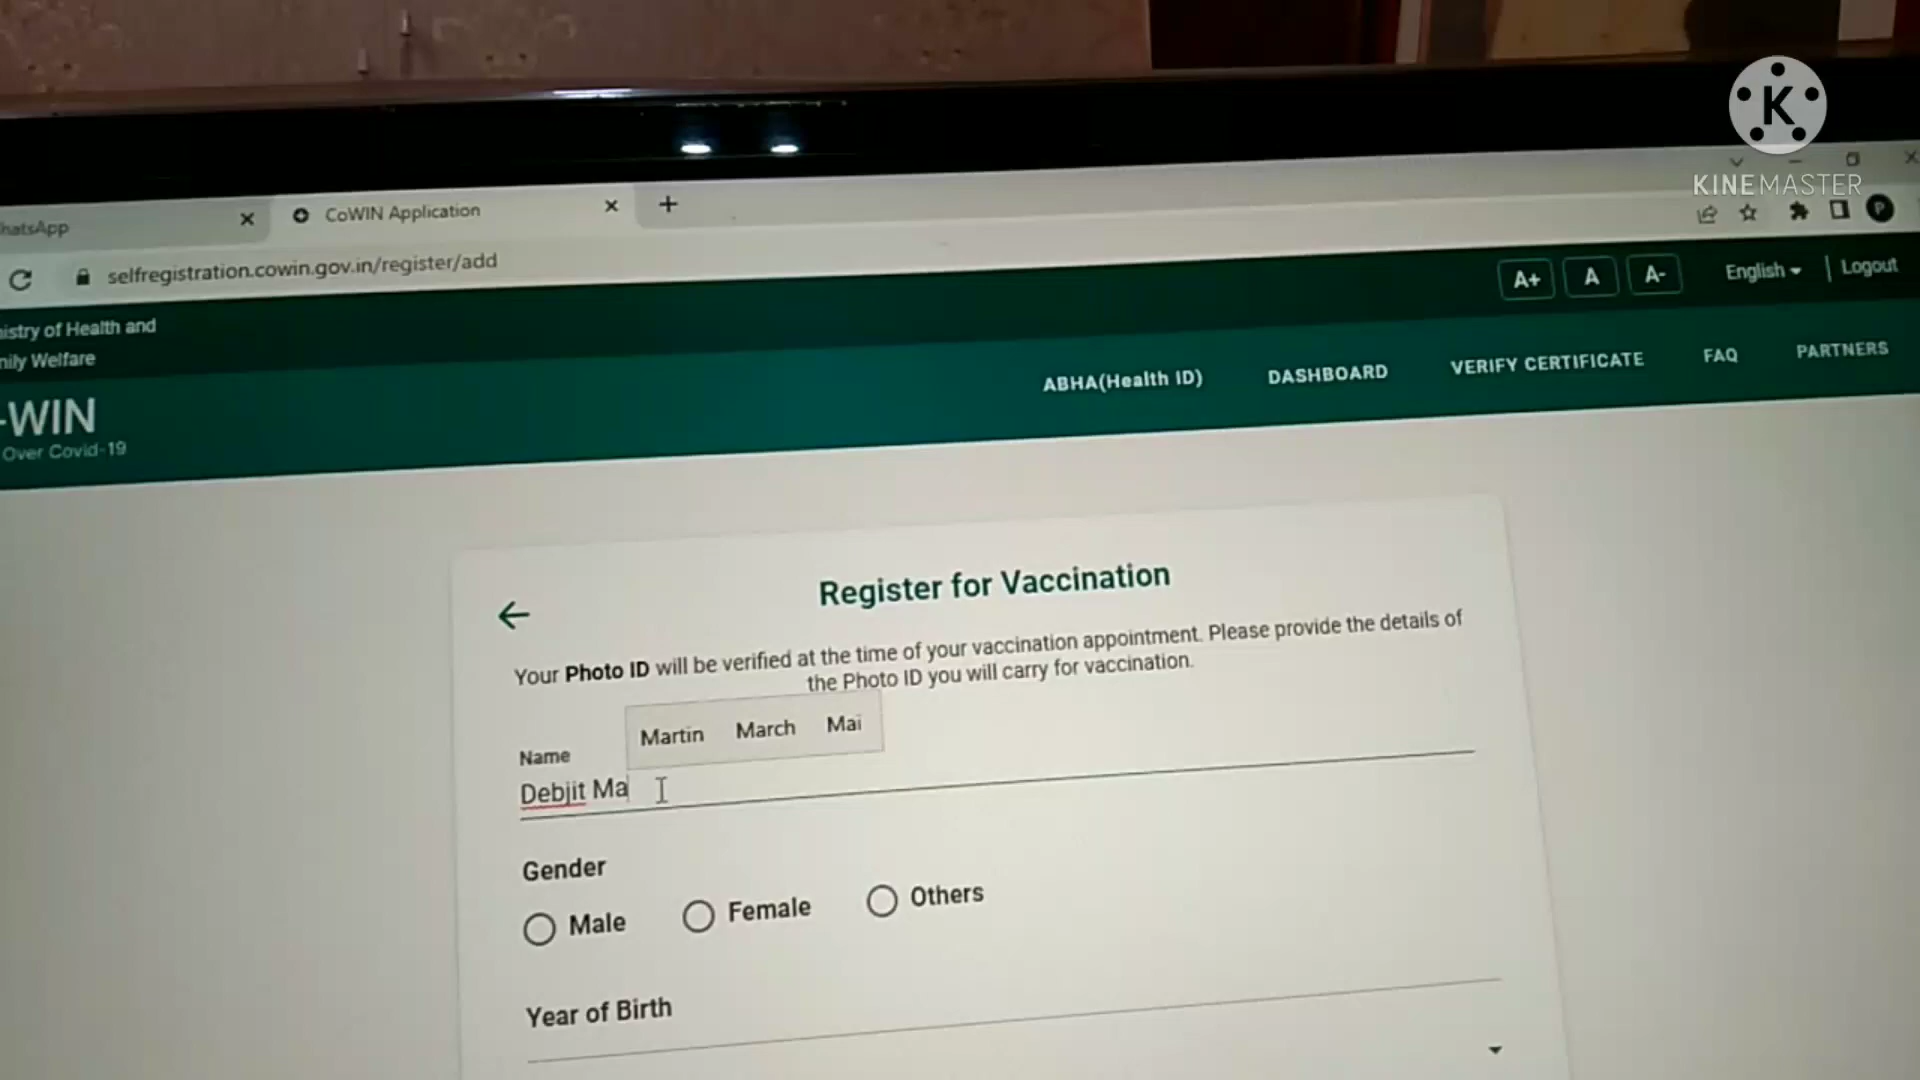 K
KINEMASTER
hatsApp
CoWIN Application
selfregistration.cowin.gov.in/register/add
P
A+ A A- English Logout
nistry of Health and
mily Welfare
-WIN
Over Covid-19
ABHA(Health ID) DASHBOARD VERIFY CERTIFICATE FAQ PARTNERS
Register for Vaccination
Your Photo ID will be verified at the time of your vaccination appointment. Please provide the details of
the Photo ID you will carry for vaccination.
Martin March Mai
Name
Debjit Ma
Gender
Male Female Others
Year of Birth